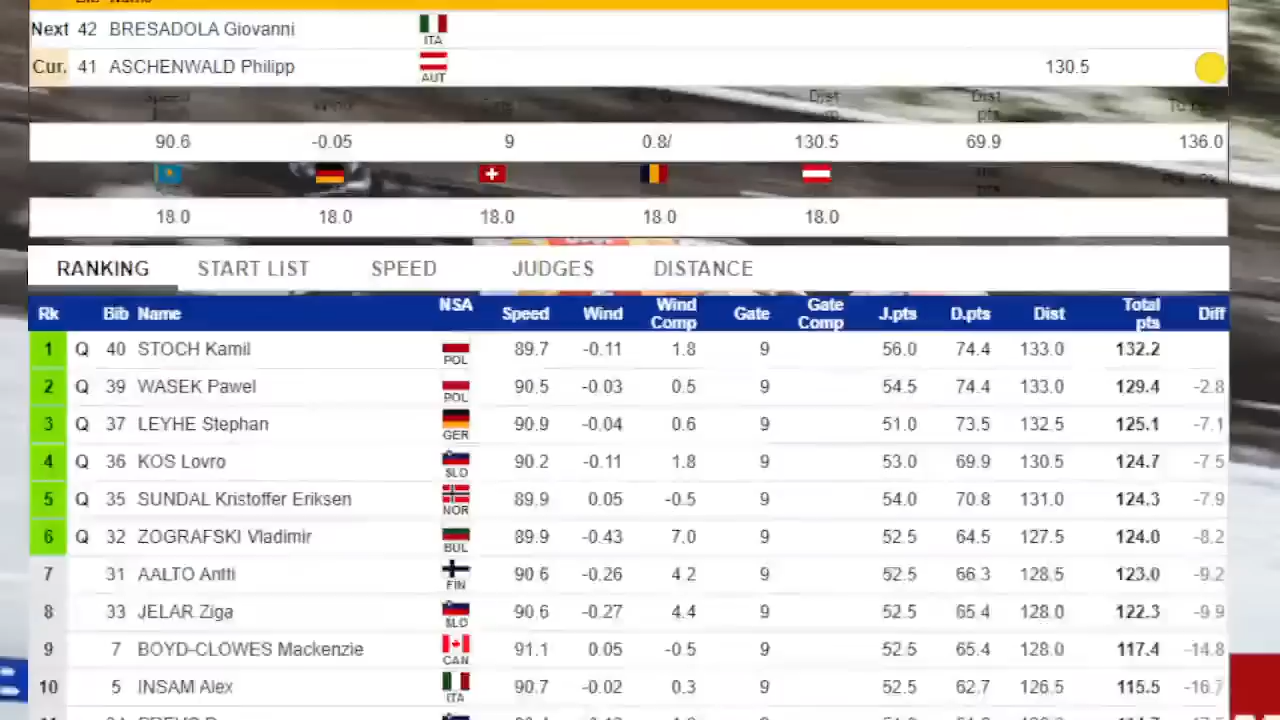 Next 42 BRESADOLA Giovanni ITA
Cur. 41 ASCHENWALD Philipp AUT 130.5
Dist Dist
pts
90.6 -0.05 9 0.8/ 130.5 69.9 136.0
18.0 18.0 18.0 18.0 18.0
RANKING START LIST SPEED JUDGES DISTANCE
Rk Bib Name NSA Speed Wind Wind Comp Gate Gate Comp J.pts D.pts Dist Total pts Diff
1 Q 40 STOCH Kamil POL 89.7 -0.11 1.8 9 56.0 74.4 133.0 132.2
2 Q 39 WASEK Pawel POL 90.5 -0.03 0.5 9 54.5 74.4 133.0 129.4 -2.8
3 Q 37 LEYHE Stephan GER 90.9 -0.04 0.6 9 51.0 73.5 132.5 125.1 -7.1
4 Q 36 KOS Lovro SLO 90.2 -0.11 1.8 9 53.0 69.9 130.5 124.7 -7.5
5 Q 35 SUNDAL Kristoffer Eriksen NOR 89.9 0.05 -0.5 9 54.0 70.8 131.0 124.3 -7.9
6 Q 32 ZOGRAFSKI Vladimir BUL 89.9 -0.43 7.0 9 52.5 64.5 127.5 124.0 -8.2
7 31 AALTO Antti FIN 90.6 -0.26 4.2 9 52.5 66.3 128.5 123.0 -9.2
8 33 JELAR Ziga SLO 90.6 -0.27 4.4 9 52.5 65.4 128.0 122.3 -9.9
9 7 BOYD-CLOWES Mackenzie CAN 91.1 0.05 -0.5 9 52.5 65.4 128.0 117.4 -14.8
10 5 INSAM Alex ITA 90.7 -0.02 0.3 9 52.5 62.7 126.5 115.5 -16.7